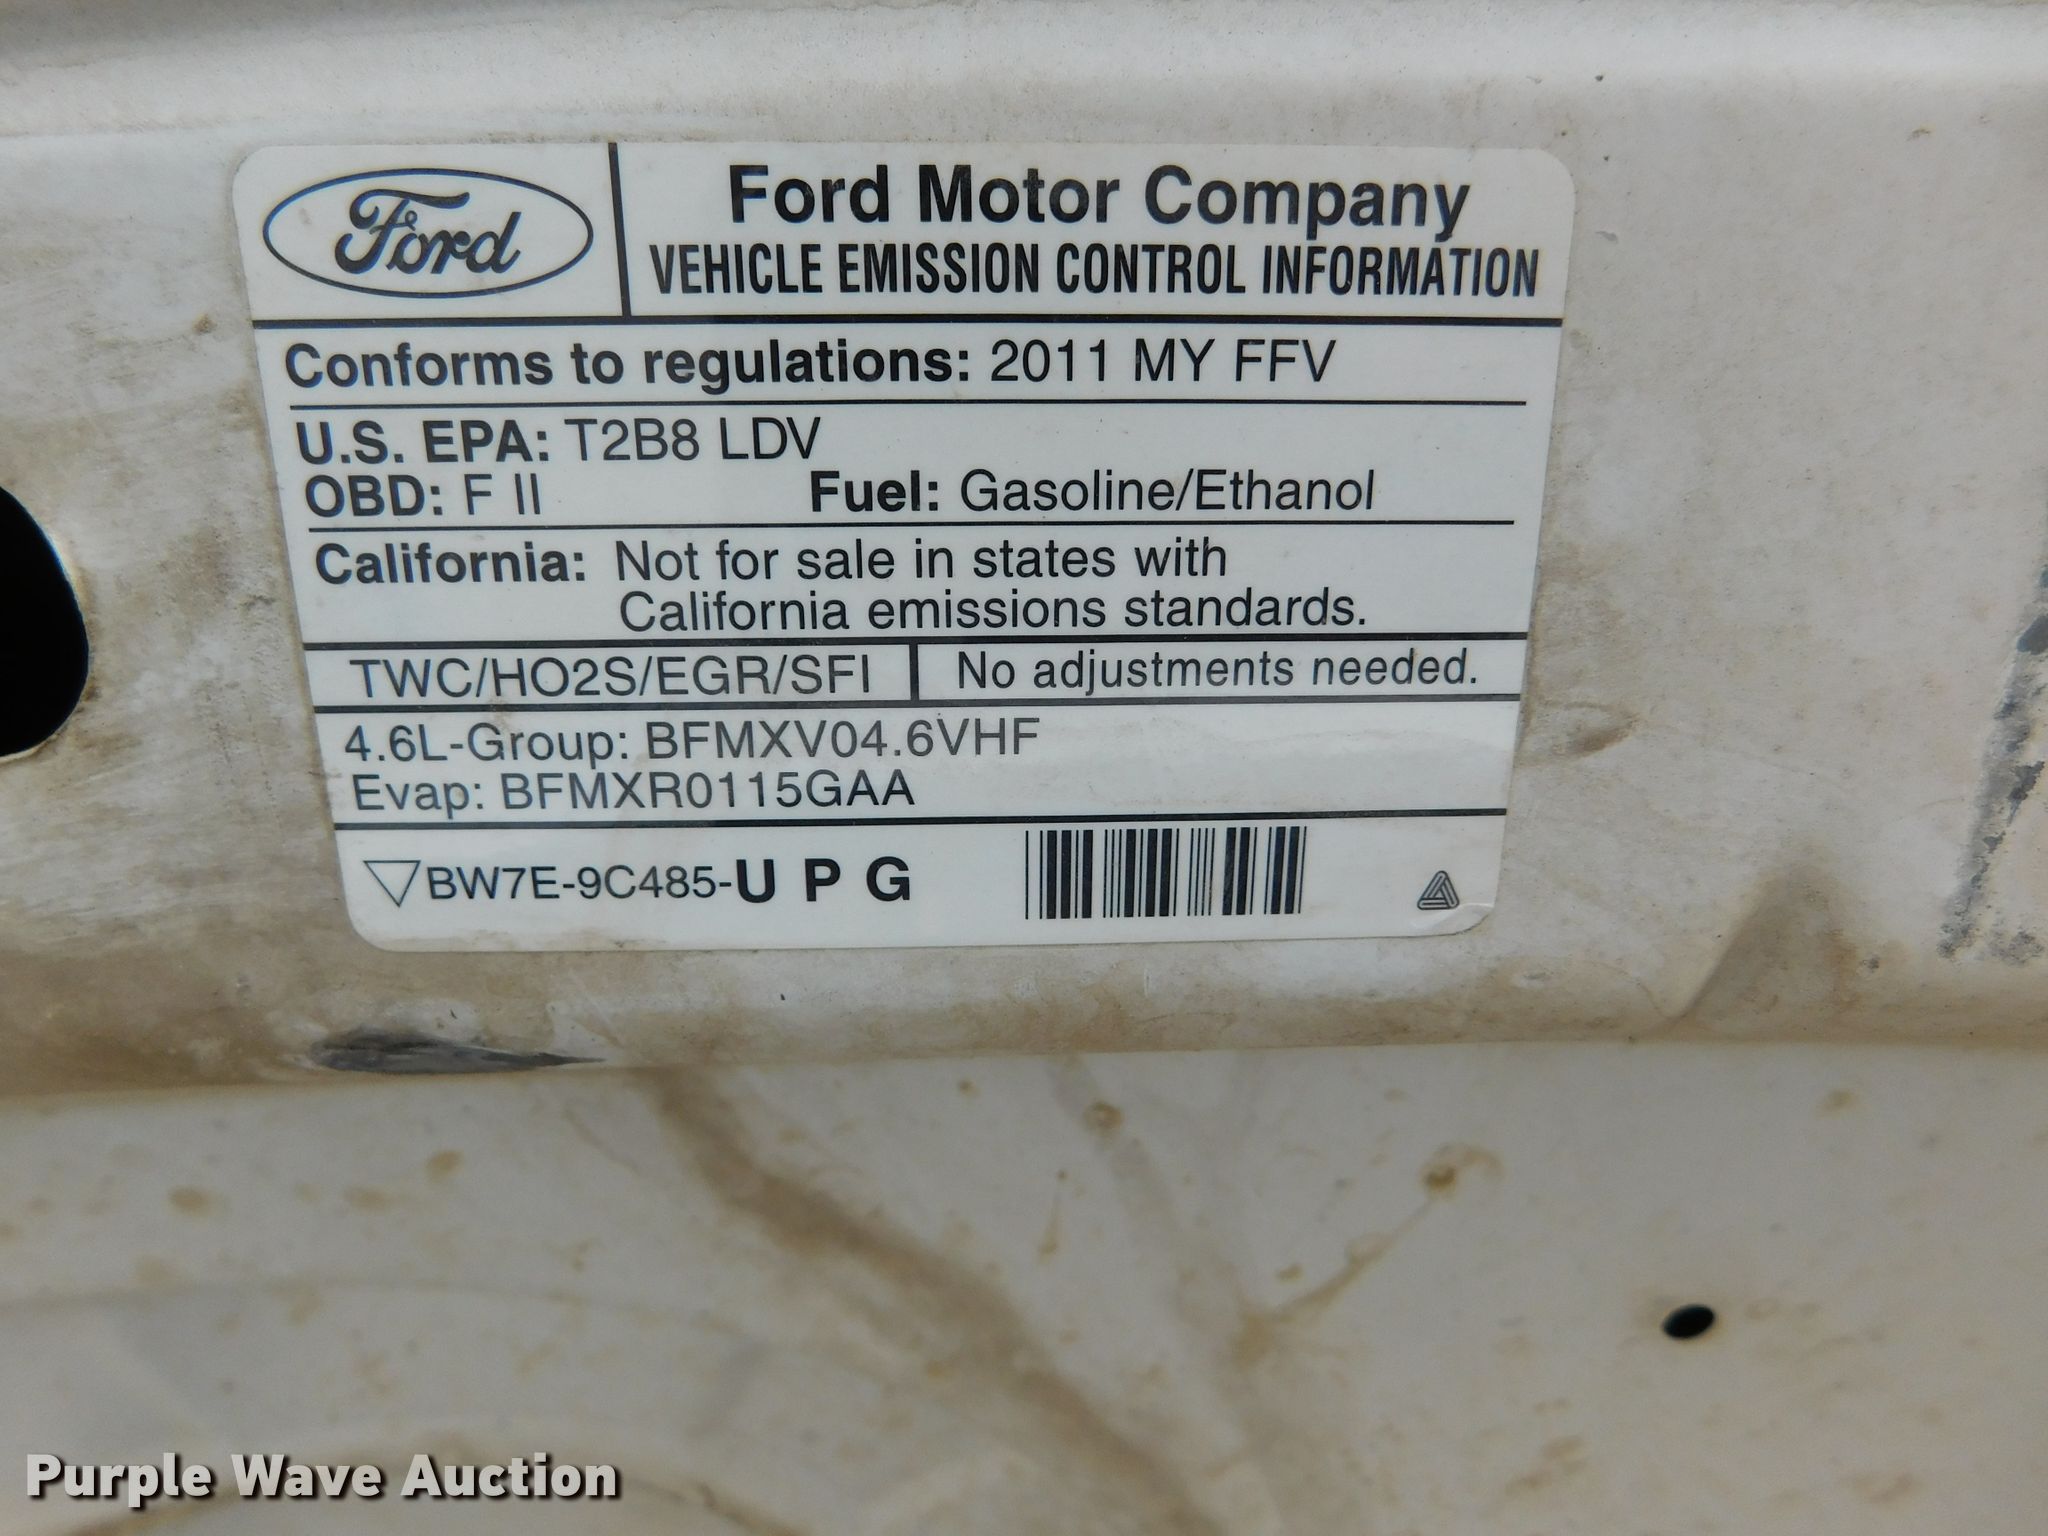 Ford
Ford Motor Company
VEHICLE EMISSION CONTROL INFORMATION
Conforms to regulations: 2011 MY FFV
U.S. EPA: T2B8 LDV
OBD: F II Fuel: Gasoline/Ethanol
California: Not for sale in states with
California emissions standards.
TWC/HO2S/EGR/SFI No adjustments needed.
4.6L-Group: BFMXV04.6VHF
Evap: BFMXR0115GAA
BW7E-9C485-U P G
Purple Wave Auction